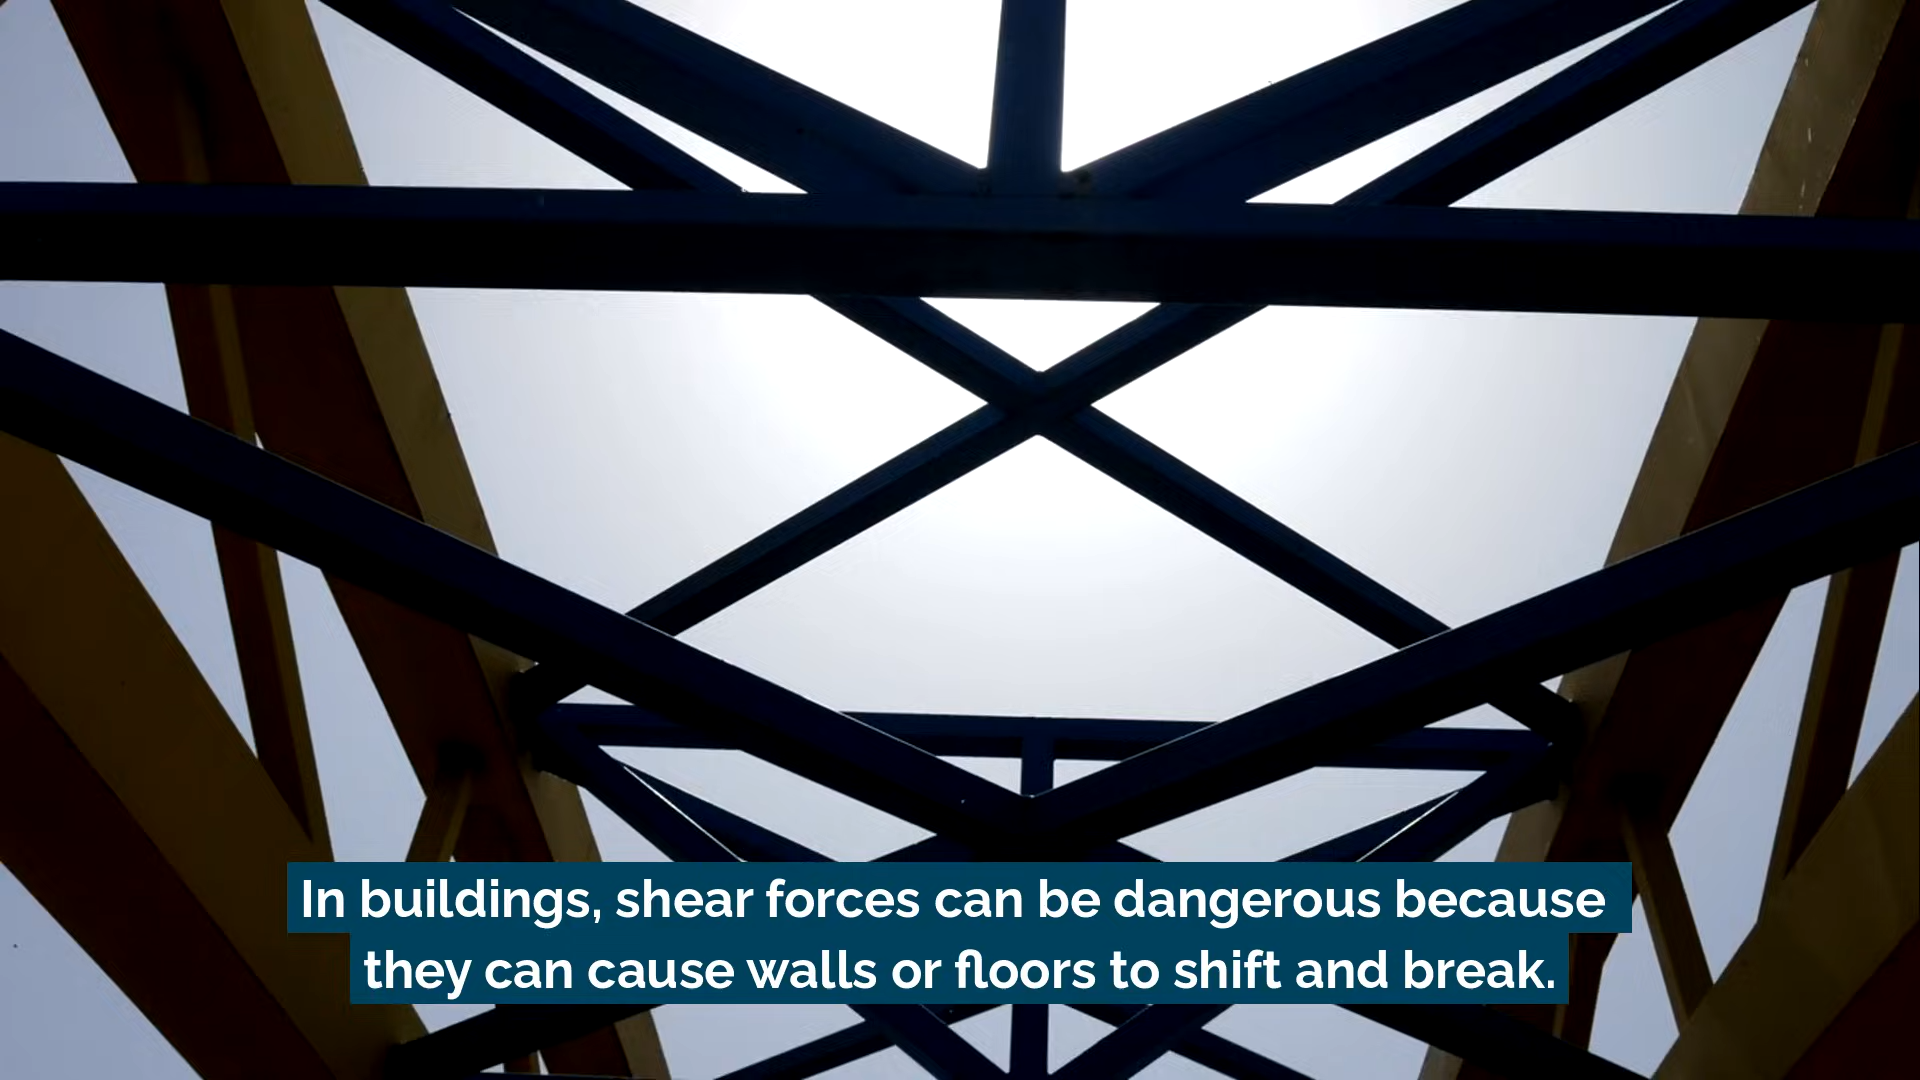 In buildings, shear forces can be dangerous because
they can cause walls or floors to shift and break.